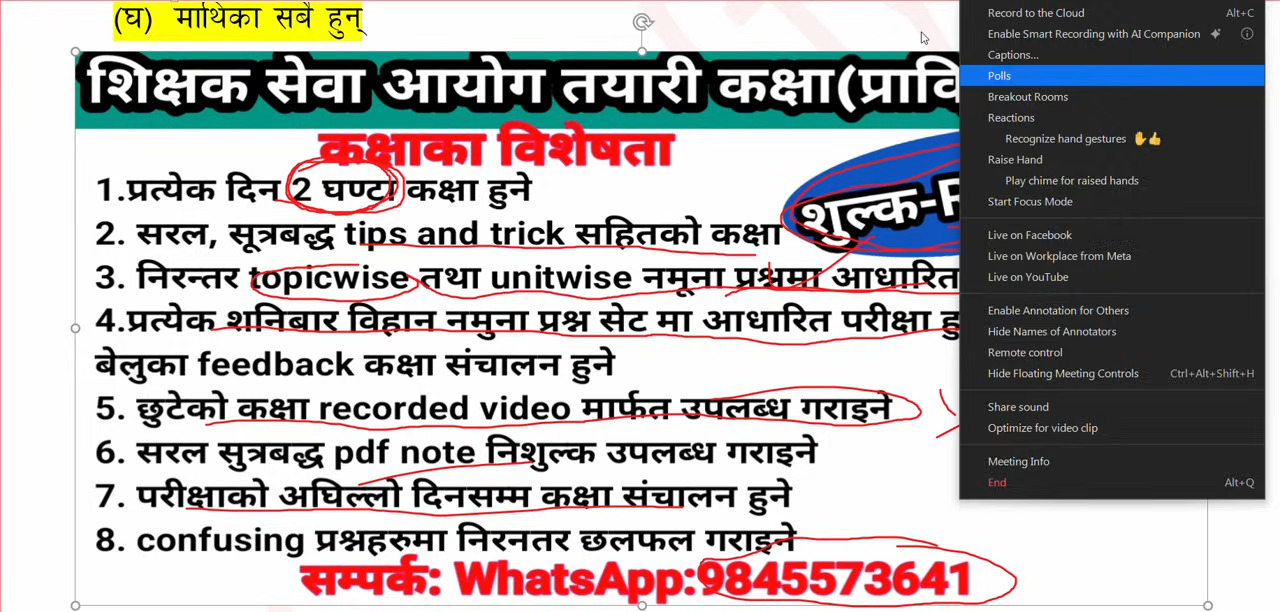 (घ) माथिका सबै हुन्
शिक्षक सेवा आयोग तयारी कक्षा(प्रावि
कक्षाका विशेषता
1.प्रत्येक दिन 2 घण्टा कक्षा हुने
शुल्क-
2. सरल, सूत्रबद्ध tips and trick सहितको कक्षा
3. निरन्तर topicwise तथा unitwise नमूना प्रश्नमा आधारित
4.प्रत्येक शनिबार विहान नमुना प्रश्न सेट मा आधारित परीक्षा हु
बेलुका feedback कक्षा संचालन हुने
5. छुटेको कक्षा recorded video मार्फत उपलब्ध गराइने
6. सरल सुत्रबद्ध pdf note निशुल्क उपलब्ध गराइने
7. परीक्षाको अघिल्लो दिनसम्म कक्षा संचालन हुने
8. confusing प्रश्नहरुमा निरनतर छलफल गराइने
सम्पर्क: WhatsApp:9845573641
Record to the Cloud Alt+C
Enable Smart Recording with AI Companion
Captions...
Polls
Breakout Rooms
Reactions
Recognize hand gestures
Raise Hand
Play chime for raised hands
Start Focus Mode
Live on Facebook
Live on Workplace from Meta
Live on YouTube
Enable Annotation for Others
Hide Names of Annotators
Remote control
Hide Floating Meeting Controls Ctrl+Alt+Shift+H
Share sound
Optimize for video clip
Meeting Info
End Alt+Q